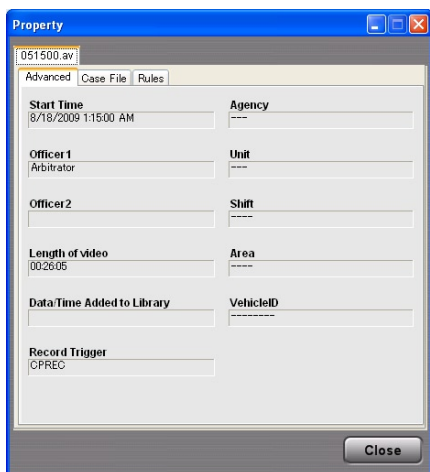 Property
051500.av
Advanced Case File Rules
Start Time
8/18/2009 1:15:00 AM
Agency
---
Officer1
Arbitrator
Unit
---
Officer2
Shift
----
Length of video
00:26:05
Area
----
Data/Time Added to Library
VehicleID
--------
Record Trigger
CPREC
Close